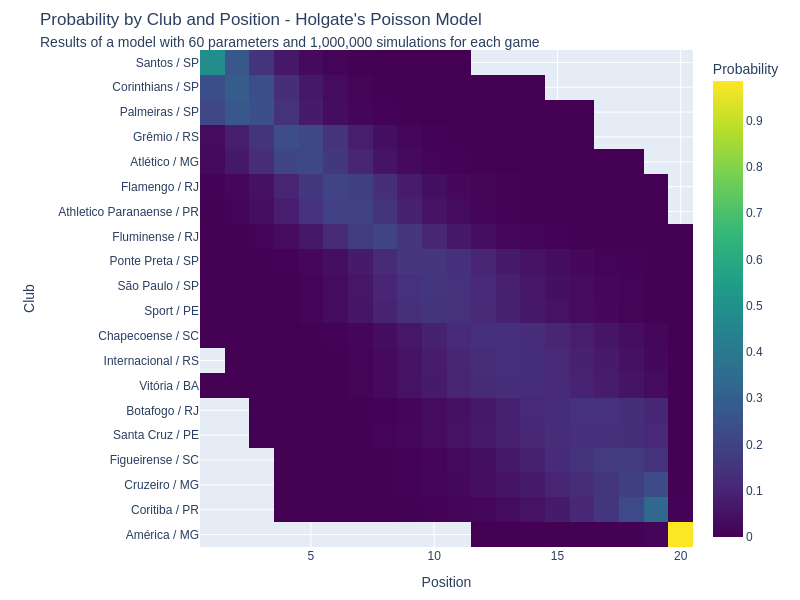 Probability by Club and Position - Holgate's Poisson Model
Results of a model with 60 parameters and 1,000,000 simulations for each game
Probability
Santos / SP
Corinthians / SP
Palmeiras / SP
Grêmio / RS
Atlético / MG
Flamengo / RJ
Athletico Paranaense / PR
Fluminense / RJ
Ponte Preta / SP
São Paulo / SP
Sport / PE
Chapecoense / SC
Internacional / RS
Vitória / BA
Botafogo / RJ
Santa Cruz / PE
Figueirense / SC
Cruzeiro / MG
Coritiba / PR
América / MG
Club
0.9
0.8
0.7
0.6
0.5
0.4
0.3
0.2
0.1
0
5
10
15
20
Position